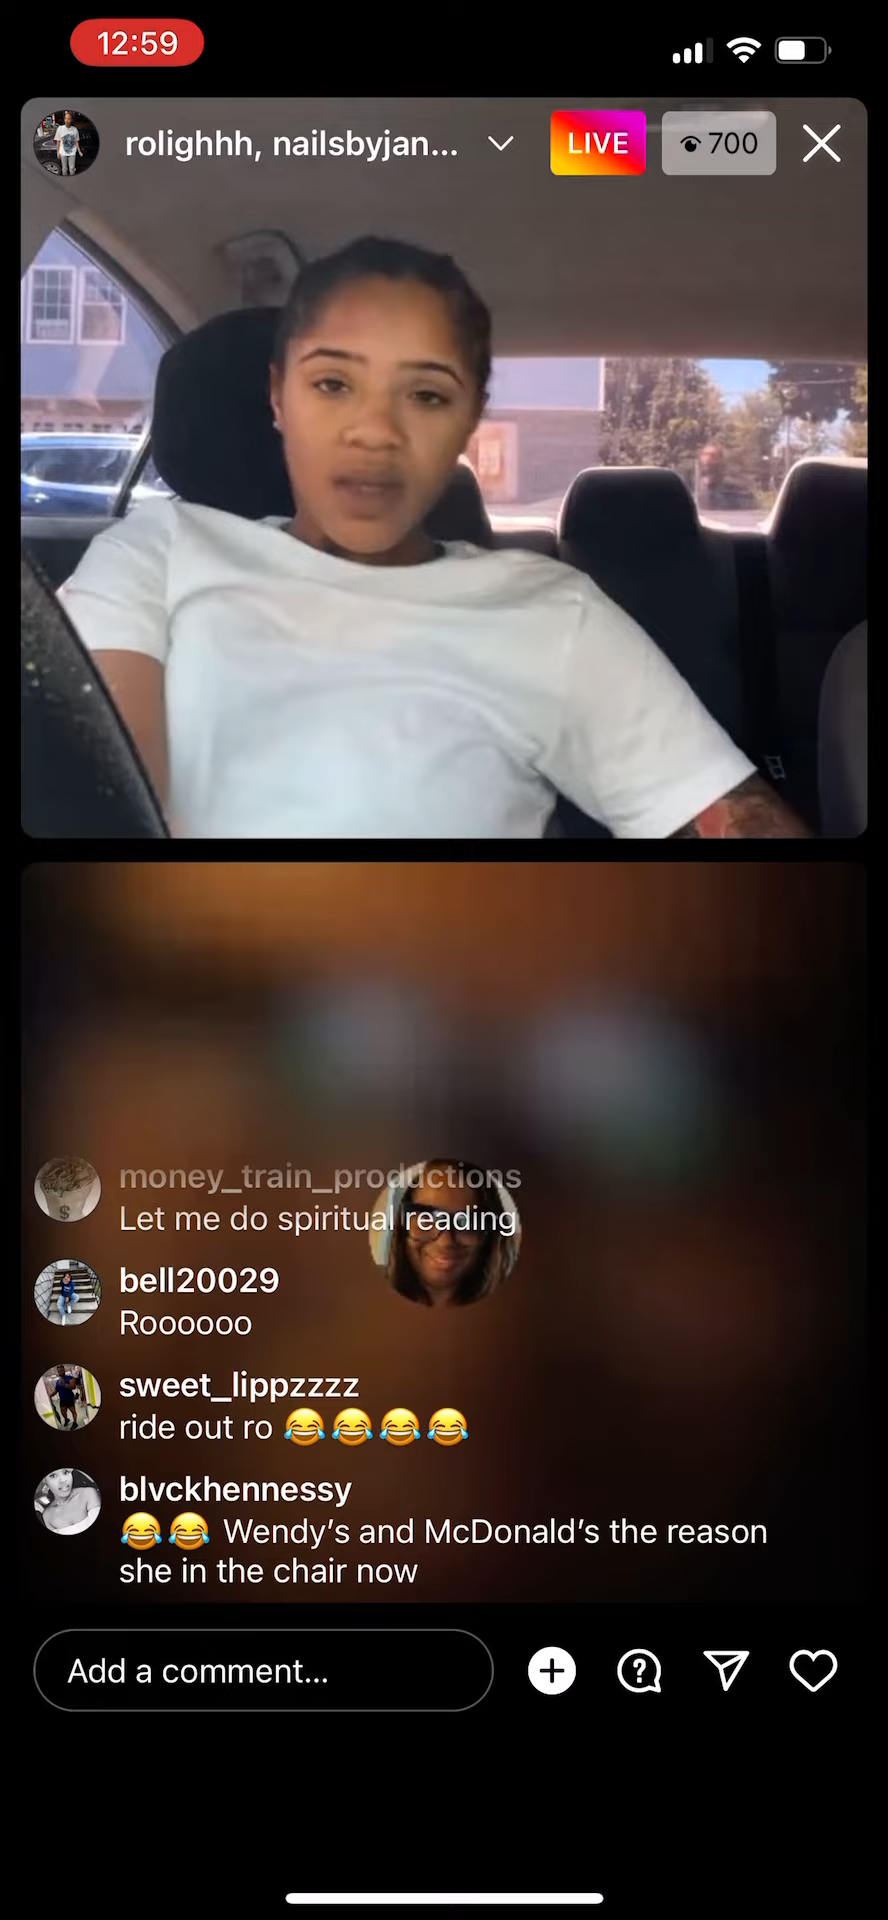 12:59
rolighhh, nailsbyjan...
LIVE
700
money_train_productions
Let me do spiritual reading
bell20029
Roooooo
sweet_lippzzzz
ride out ro 😂😂😂😂
blvckhennessy
😂😂 Wendy’s and McDonald’s the reason
she in the chair now
Add a comment...